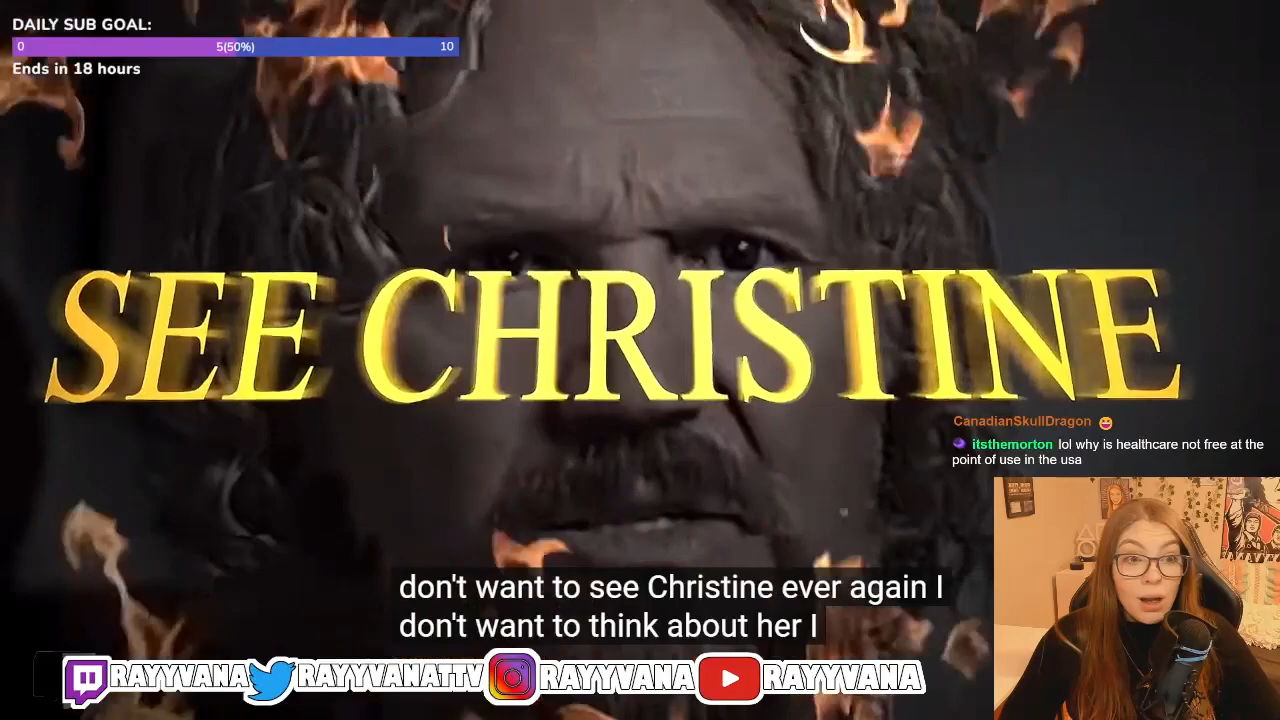 DAILY SUB GOAL:
0 5(50%) 10
Ends in 18 hours
SEE CHRISTINE
CanadianSkullDragon
itsthemorton lol why is healthcare not free at the
point of use in the usa
don't want to see Christine ever again I
don't want to think about her I
RAYYVANA RAYYVANATTV RAYYVANA RAYYVANA